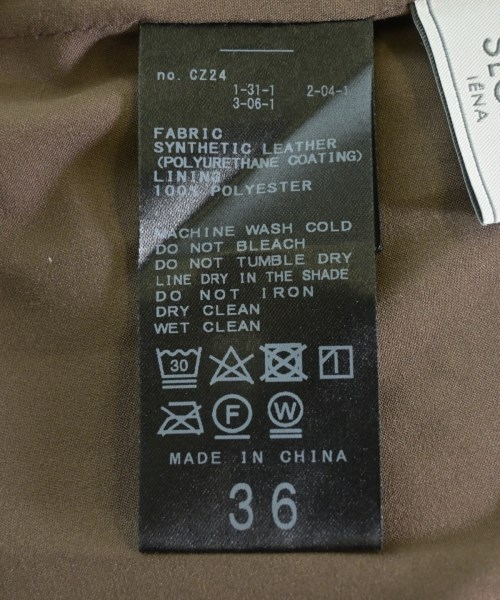 no. CZ24
1-31-1 2-04-1
3-06-1
FABRIC
SYNTHETIC LEATHER
(POLYURETHANE COATING)
LINING
100% POLYESTER
MACHINE WASH COLD
DO NOT BLEACH
DO NOT TUMBLE DRY
LINE DRY IN THE SHADE
DO NOT IRON
DRY CLEAN
WET CLEAN
30
F W
MADE IN CHINA
36
IÉNA